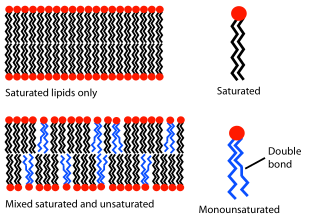 Saturated lipids only
Saturated
Double
bond
Mixed saturated and unsaturated
Monounsaturated